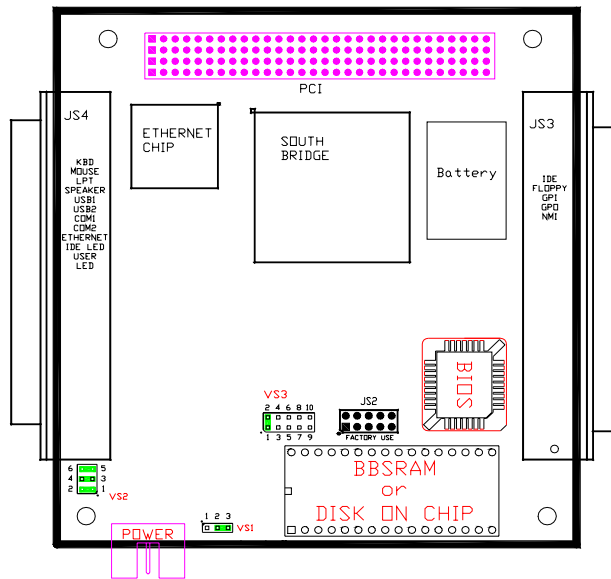 PCI
JS4
ETHERNET
CHIP
SOUTH
BRIDGE
Battery
JS3
KBD
MOUSE
LPT
SPEAKER
USB1
USB2
COM1
COM2
ETHERNET
IDE LED
USER
LED
IDE
FLOPPY
GPI
GPO
NMI
BIOS
VS3
2 4 6 8 10
1 3 5 7 9
JS2
FACTORY USE
BBSRAM
or
DISK ON CHIP
6 5
4 3
2 1
VS2
1 2 3
VS1
POWER